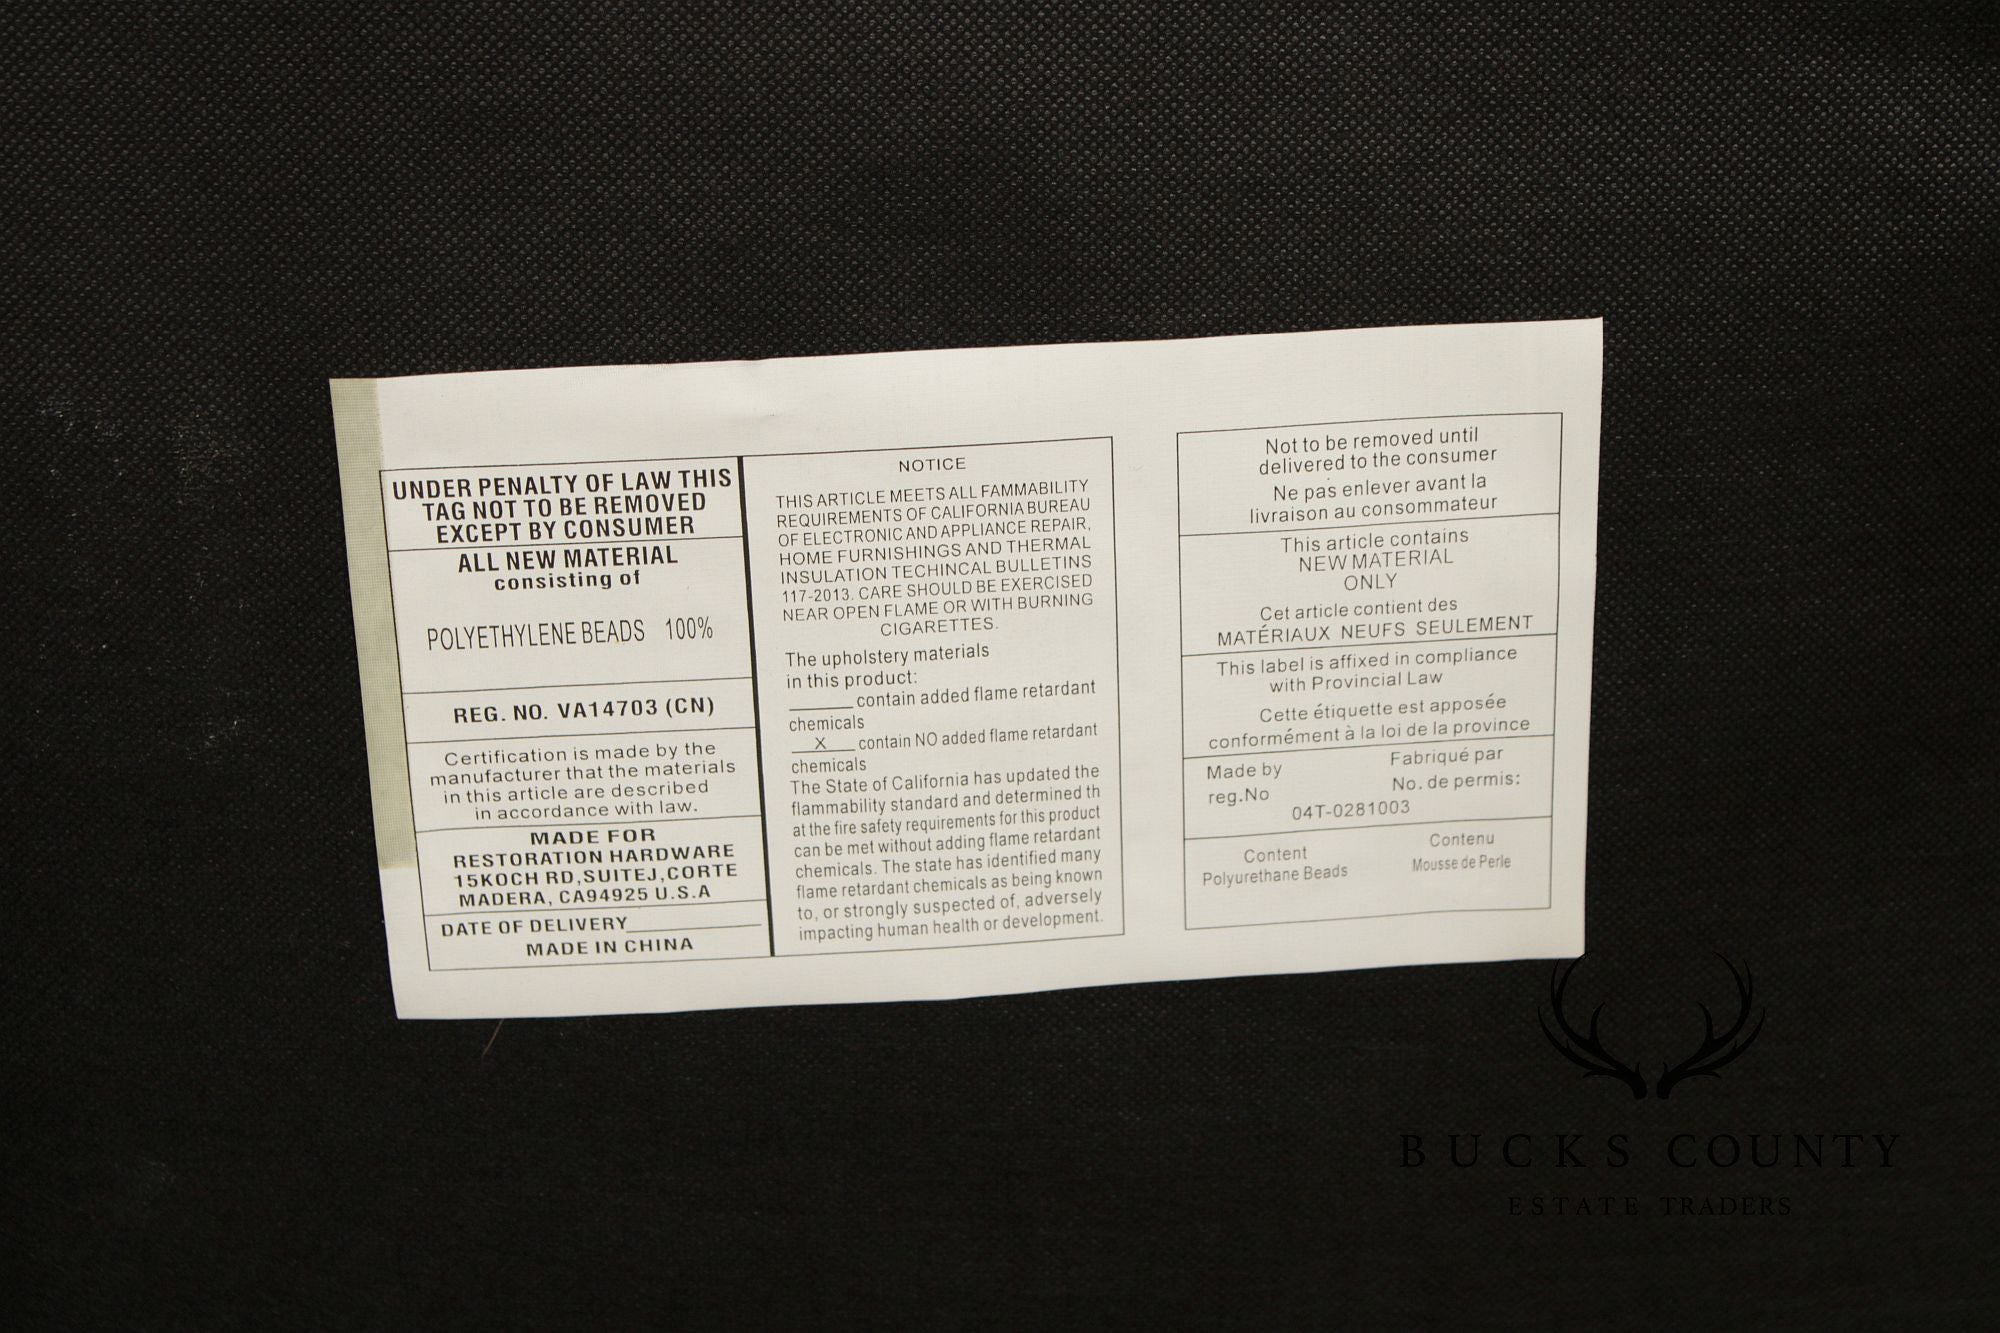 UNDER PENALTY OF LAW THIS
TAG NOT TO BE REMOVED
EXCEPT BY CONSUMER
ALL NEW MATERIAL
consisting of
POLYETHYLENE BEADS 100%
REG. NO. VA14703 (CN)
Certification is made by the
manufacturer that the materials
in this article are described
in accordance with law.
MADE FOR
RESTORATION HARDWARE
15KOCH RD,SUITEJ,CORTE
MADERA, CA94925 U.S.A
DATE OF DELIVERY
MADE IN CHINA
NOTICE
THIS ARTICLE MEETS ALL FAMMABILITY
REQUIREMENTS OF CALIFORNIA BUREAU
OF ELECTRONIC AND APPLIANCE REPAIR,
HOME FURNISHINGS AND THERMAL
INSULATION TECHINCAL BULLETINS
117-2013. CARE SHOULD BE EXERCISED
NEAR OPEN FLAME OR WITH BURNING
CIGARETTES.
The upholstery materials
in this product:
______ contain added flame retardant
chemicals
__X__ contain NO added flame retardant
chemicals
The State of California has updated the
flammability standard and determined th
at the fire safety requirements for this product
can be met without adding flame retardant
chemicals. The state has identified many
flame retardant chemicals as being known
to, or strongly suspected of, adversely
impacting human health or development.
Not to be removed until
delivered to the consumer
Ne pas enlever avant la
livraison au consommateur
This article contains
NEW MATERIAL
ONLY
Cet article contient des
MATÉRIAUX NEUFS SEULEMENT
This label is affixed in compliance
with Provincial Law
Cette étiquette est apposée
conformément à la loi de la province
Made by Fabriqué par
reg.No No. de permis:
04T-0281003
Content Contenu
Polyurethane Beads Mousse de Perle
BUCKS COUNTY
ESTATE TRADERS